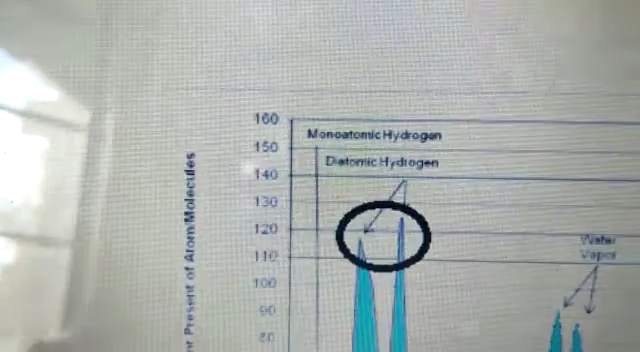 160
Monoatomic Hydrogen
150
Diatomic Hydrogen
140
130
120
110
100
90
80
Water
Vapor
Present of Atom/Molecules